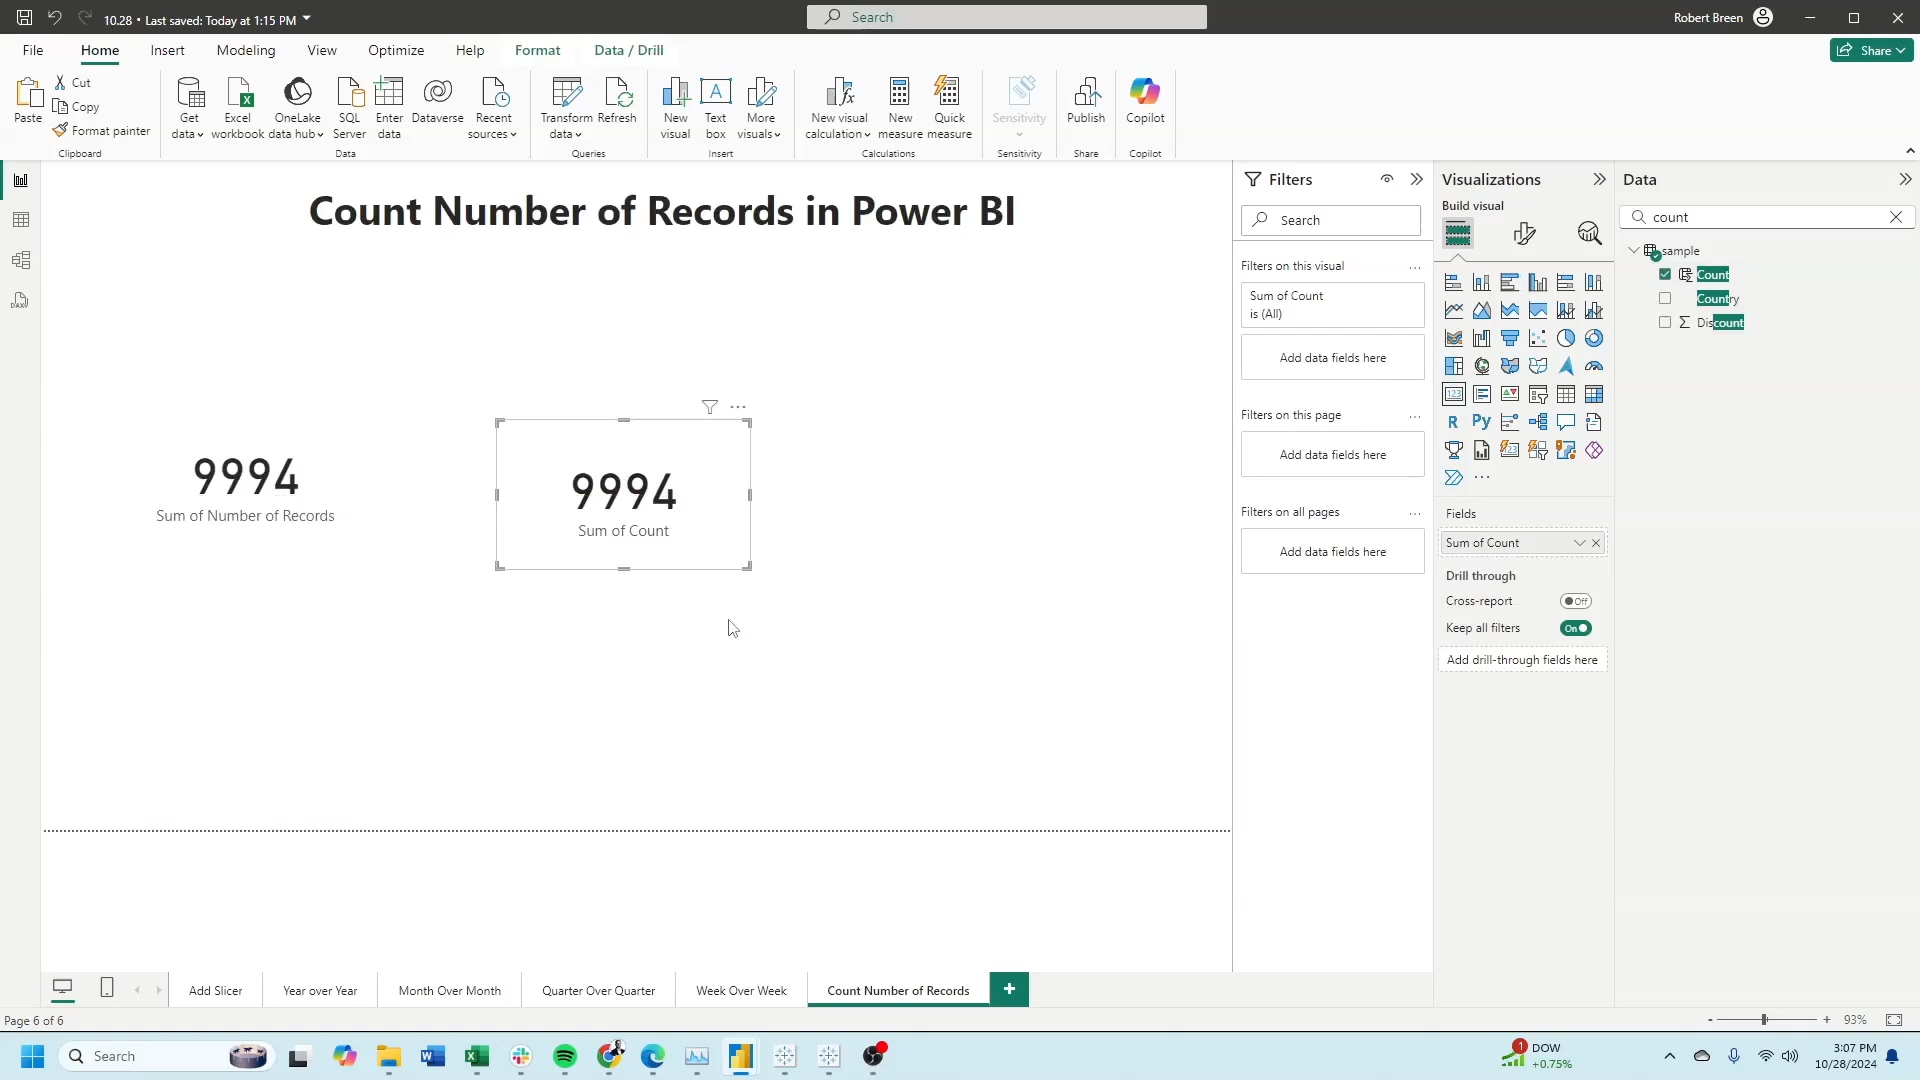 10.28 • Last saved: Today at 1:15 PM
Search
Robert Breen
File
Home
Insert
Modeling
View
Optimize
Help
Format
Data / Drill
Share
Paste
Cut
Copy
Format painter
Clipboard
Get data
Excel workbook
OneLake data hub
SQL Server
Enter data
Dataverse
Recent sources
Data
Transform data
Refresh
Queries
New visual
Text box
More visuals
Insert
New visual calculation
New measure
Quick measure
Calculations
Sensitivity
Sensitivity
Publish
Share
Copilot
Copilot
Count Number of Records in Power BI
9994
Sum of Number of Records
9994
Sum of Count
Filters
Search
Filters on this visual
Sum of Count
is (All)
Add data fields here
Filters on this page
Add data fields here
Filters on all pages
Add data fields here
Visualizations
Build visual
Fields
Sum of Count
Drill through
Cross-report
Off
Keep all filters
On
Add drill-through fields here
Data
count
sample
Count
Country
Discount
Add Slicer
Year over Year
Month Over Month
Quarter Over Quarter
Week Over Week
Count Number of Records
Page 6 of 6
93%
Search
1
DOW
+0.75%
3:07 PM
10/28/2024